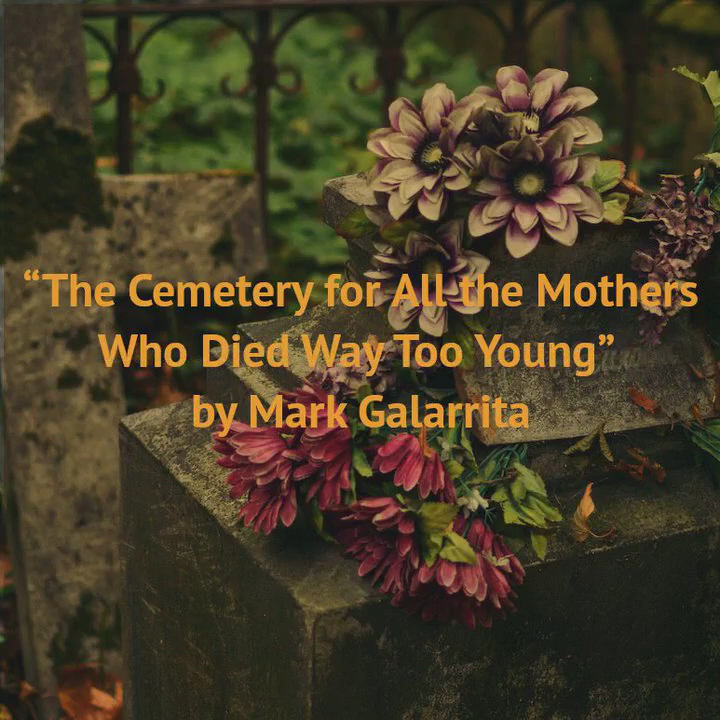 “The Cemetery for All the Mothers
Who Died Way Too Young”
by Mark Galarrita